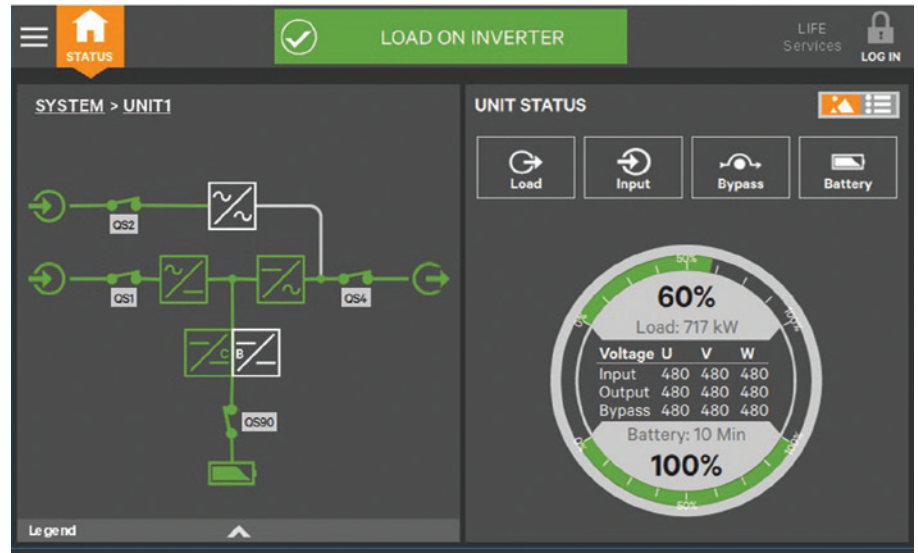 STATUS
LOAD ON INVERTER
LIFE
Services
LOG IN
SYSTEM > UNIT1
QS2
QS1
QS4
C
B
QS90
Legend
UNIT STATUS
Load
Input
Bypass
Battery
0%
50%
100%
60%
Load: 717 kW
Voltage U V W
Input 480 480 480
Output 480 480 480
Bypass 480 480 480
Battery: 10 Min
100%
0%
50%
100%